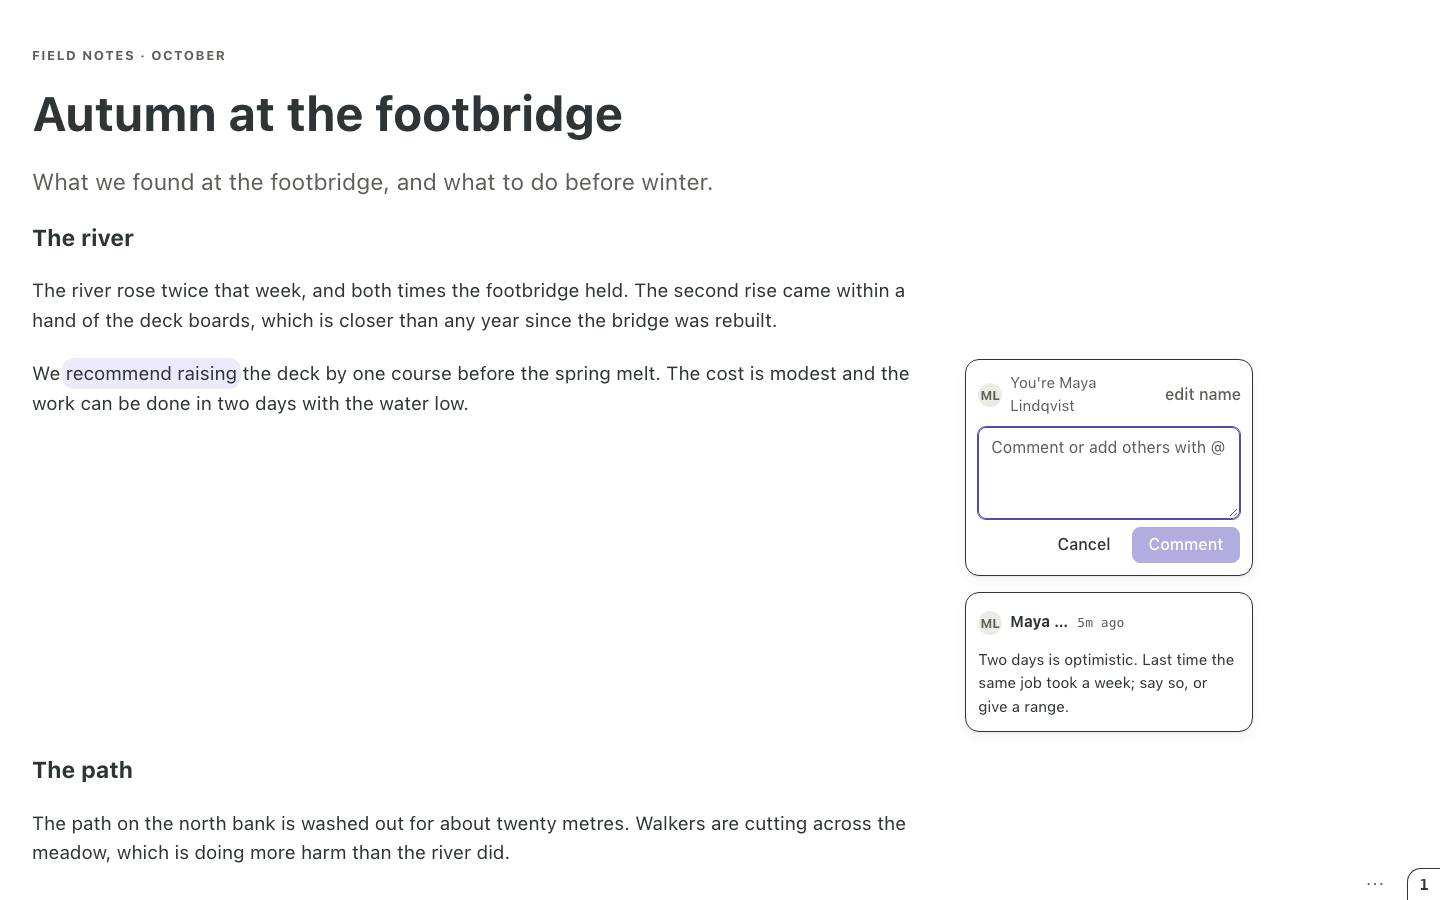 FIELD NOTES · OCTOBER
Autumn at the footbridge
What we found at the footbridge, and what to do before winter.
The river
The river rose twice that week, and both times the footbridge held. The second rise came within a
hand of the deck boards, which is closer than any year since the bridge was rebuilt.
We recommend raising the deck by one course before the spring melt. The cost is modest and the
work can be done in two days with the water low.
ML
You're Maya
Lindqvist
edit name
Comment or add others with @
Cancel
Comment
ML
Maya ...
5m ago
Two days is optimistic. Last time the
same job took a week; say so, or
give a range.
The path
The path on the north bank is washed out for about twenty metres. Walkers are cutting across the
meadow, which is doing more harm than the river did.
...
1